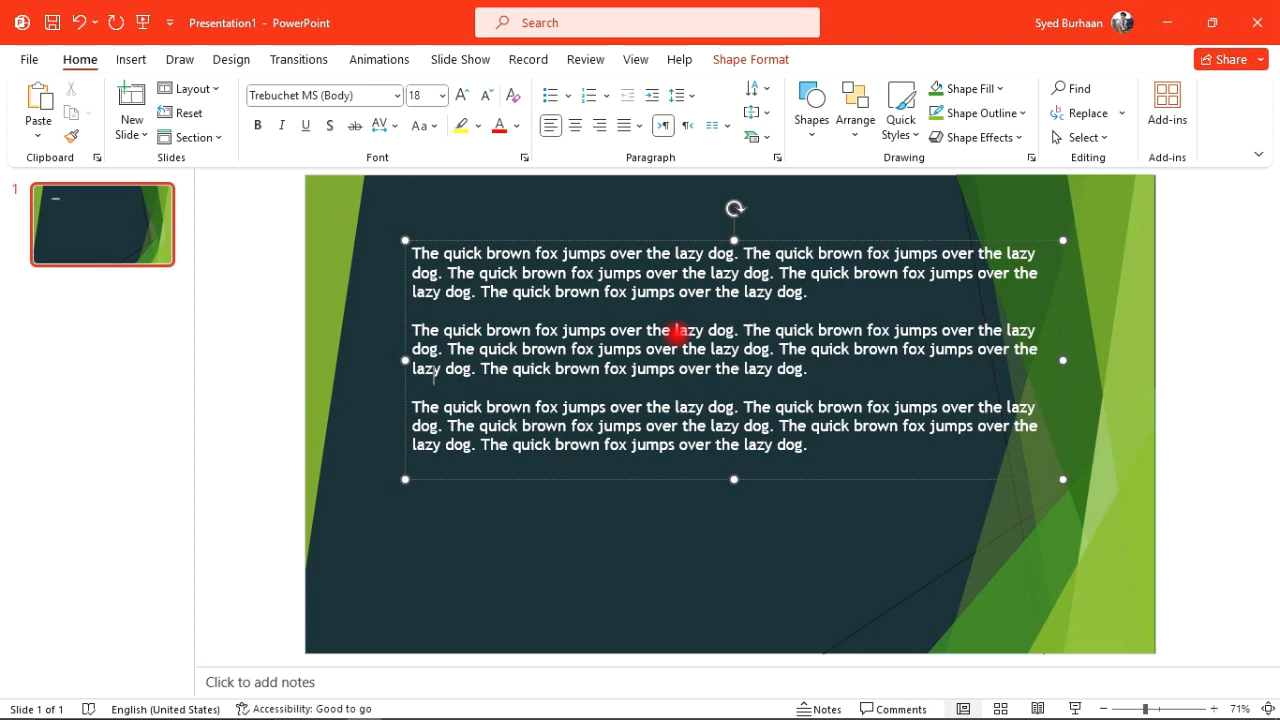 Presentation1 - PowerPoint
Search
Syed Burhaan
File
Home
Insert
Draw
Design
Transitions
Animations
Slide Show
Record
Review
View
Help
Shape Format
Share
Paste
Clipboard
New
Slide
Layout
Reset
Section
Slides
Trebuchet MS (Body)
18
B
I
U
S
ab
AV
Aa
A
Font
Paragraph
Shapes
Arrange
Quick
Styles
Shape Fill
Shape Outline
Shape Effects
Drawing
Find
Replace
Select
Editing
Add-ins
Add-ins
1
The quick brown fox jumps over the lazy dog. The quick brown fox jumps over the lazy
dog. The quick brown fox jumps over the lazy dog. The quick brown fox jumps over the
lazy dog. The quick brown fox jumps over the lazy dog.
The quick brown fox jumps over the lazy dog. The quick brown fox jumps over the lazy
dog. The quick brown fox jumps over the lazy dog. The quick brown fox jumps over the
lazy dog. The quick brown fox jumps over the lazy dog.
The quick brown fox jumps over the lazy dog. The quick brown fox jumps over the lazy
dog. The quick brown fox jumps over the lazy dog. The quick brown fox jumps over the
lazy dog. The quick brown fox jumps over the lazy dog.
Click to add notes
Slide 1 of 1
English (United States)
Accessibility: Good to go
Notes
Comments
71%